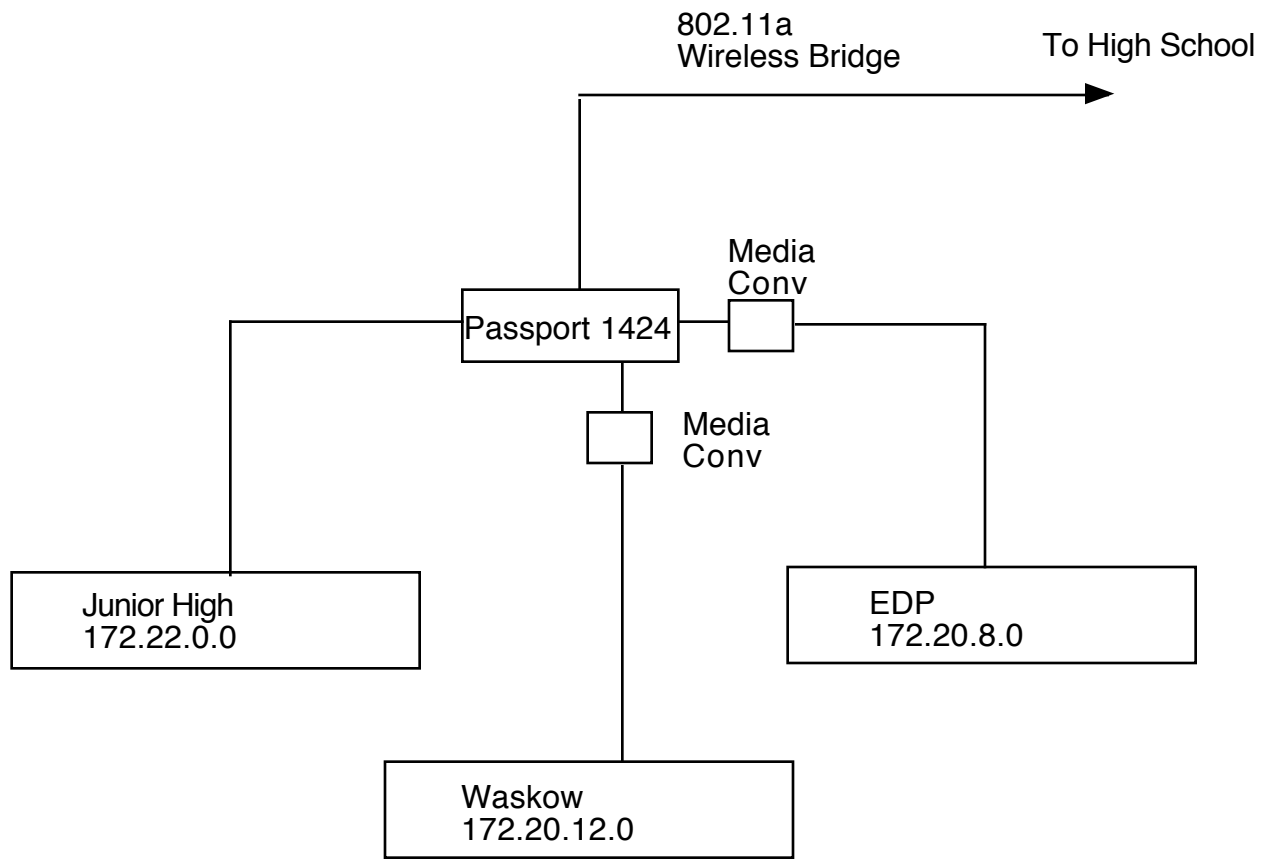 802.11a
Wireless Bridge
To High School
Media
Conv
Passport 1424
Media
Conv
Junior High
172.22.0.0
EDP
172.20.8.0
Waskow
172.20.12.0